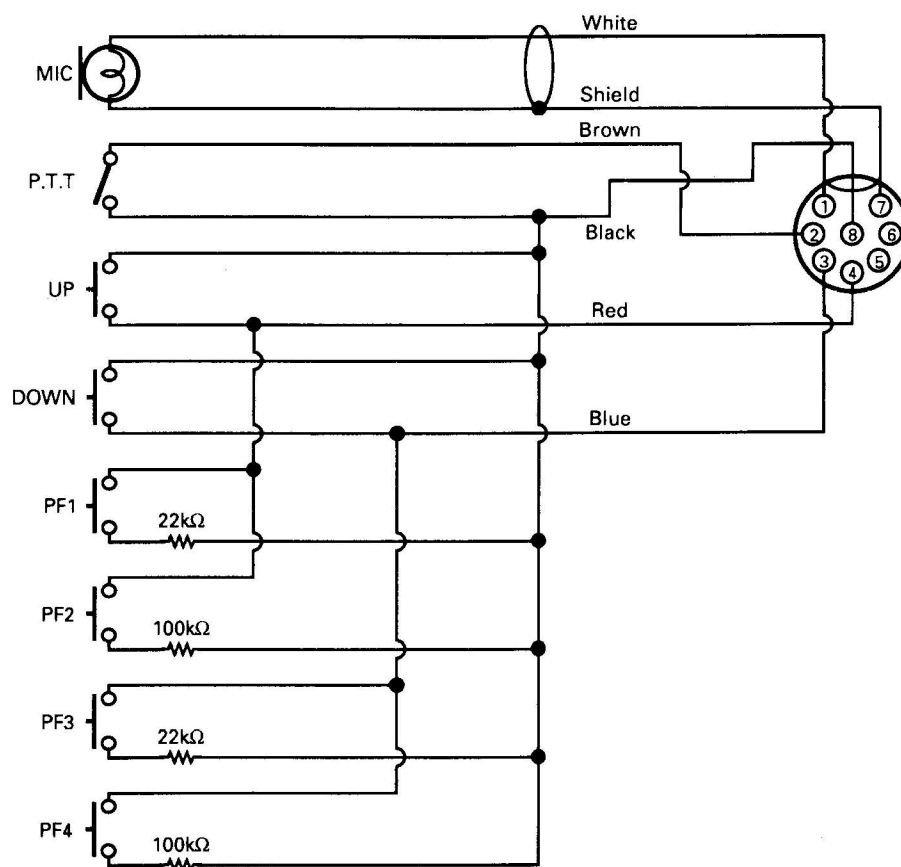 White
MIC
Shield
Brown
P.T.T
Black
1
7
2
8
6
3
4
5
UP
Red
DOWN
Blue
PF1
22kΩ
PF2
100kΩ
PF3
22kΩ
PF4
100kΩ